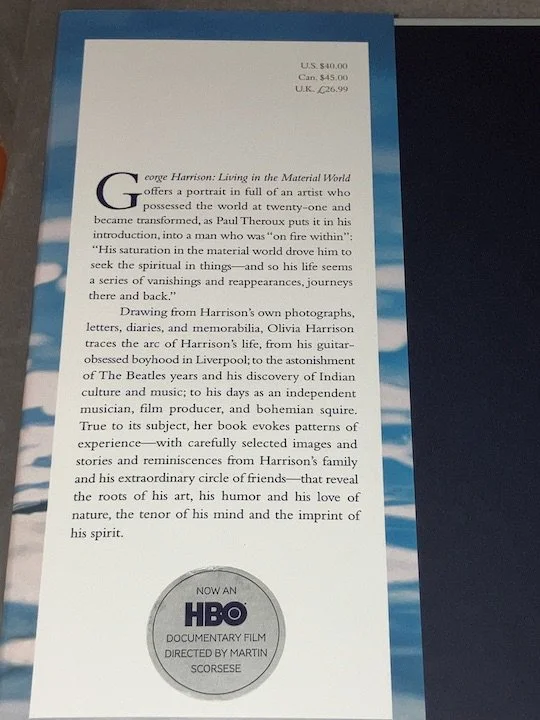 U.S. $40.00
Can. $45.00
U.K. £26.99
George Harrison: Living in the Material World
offers a portrait in full of an artist who
possessed the world at twenty-one and
became transformed, as Paul Theroux puts it in his
introduction, into a man who was “on fire within”:
“His saturation in the material world drove him to
seek the spiritual in things—and so his life seems
a series of vanishings and reappearances, journeys
there and back.”
Drawing from Harrison’s own photographs,
letters, diaries, and memorabilia, Olivia Harrison
traces the arc of Harrison’s life, from his guitar-
obsessed boyhood in Liverpool; to the astonishment
of The Beatles years and his discovery of Indian
culture and music; to his days as an independent
musician, film producer, and bohemian squire.
True to its subject, her book evokes patterns of
experience—with carefully selected images and
stories and reminiscences from Harrison’s family
and his extraordinary circle of friends—that reveal
the roots of his art, his humor and his love of
nature, the tenor of his mind and the imprint of
his spirit.
NOW AN
HBO
DOCUMENTARY FILM
DIRECTED BY MARTIN
SCORSESE